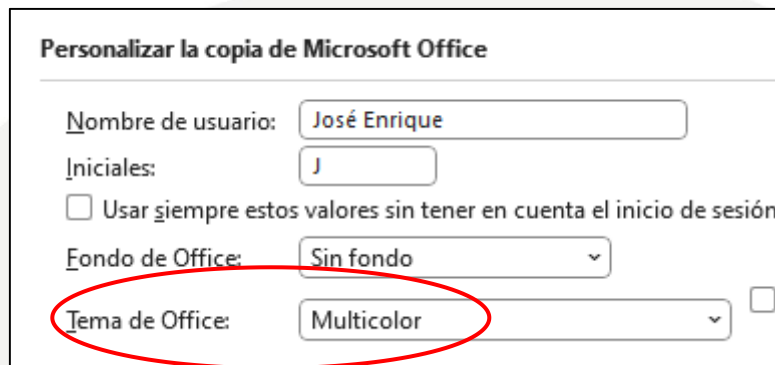 Personalizar la copia de Microsoft Office
Nombre de usuario: José Enrique
Iniciales: J
Usar siempre estos valores sin tener en cuenta el inicio de sesión
Fondo de Office: Sin fondo
Tema de Office: Multicolor